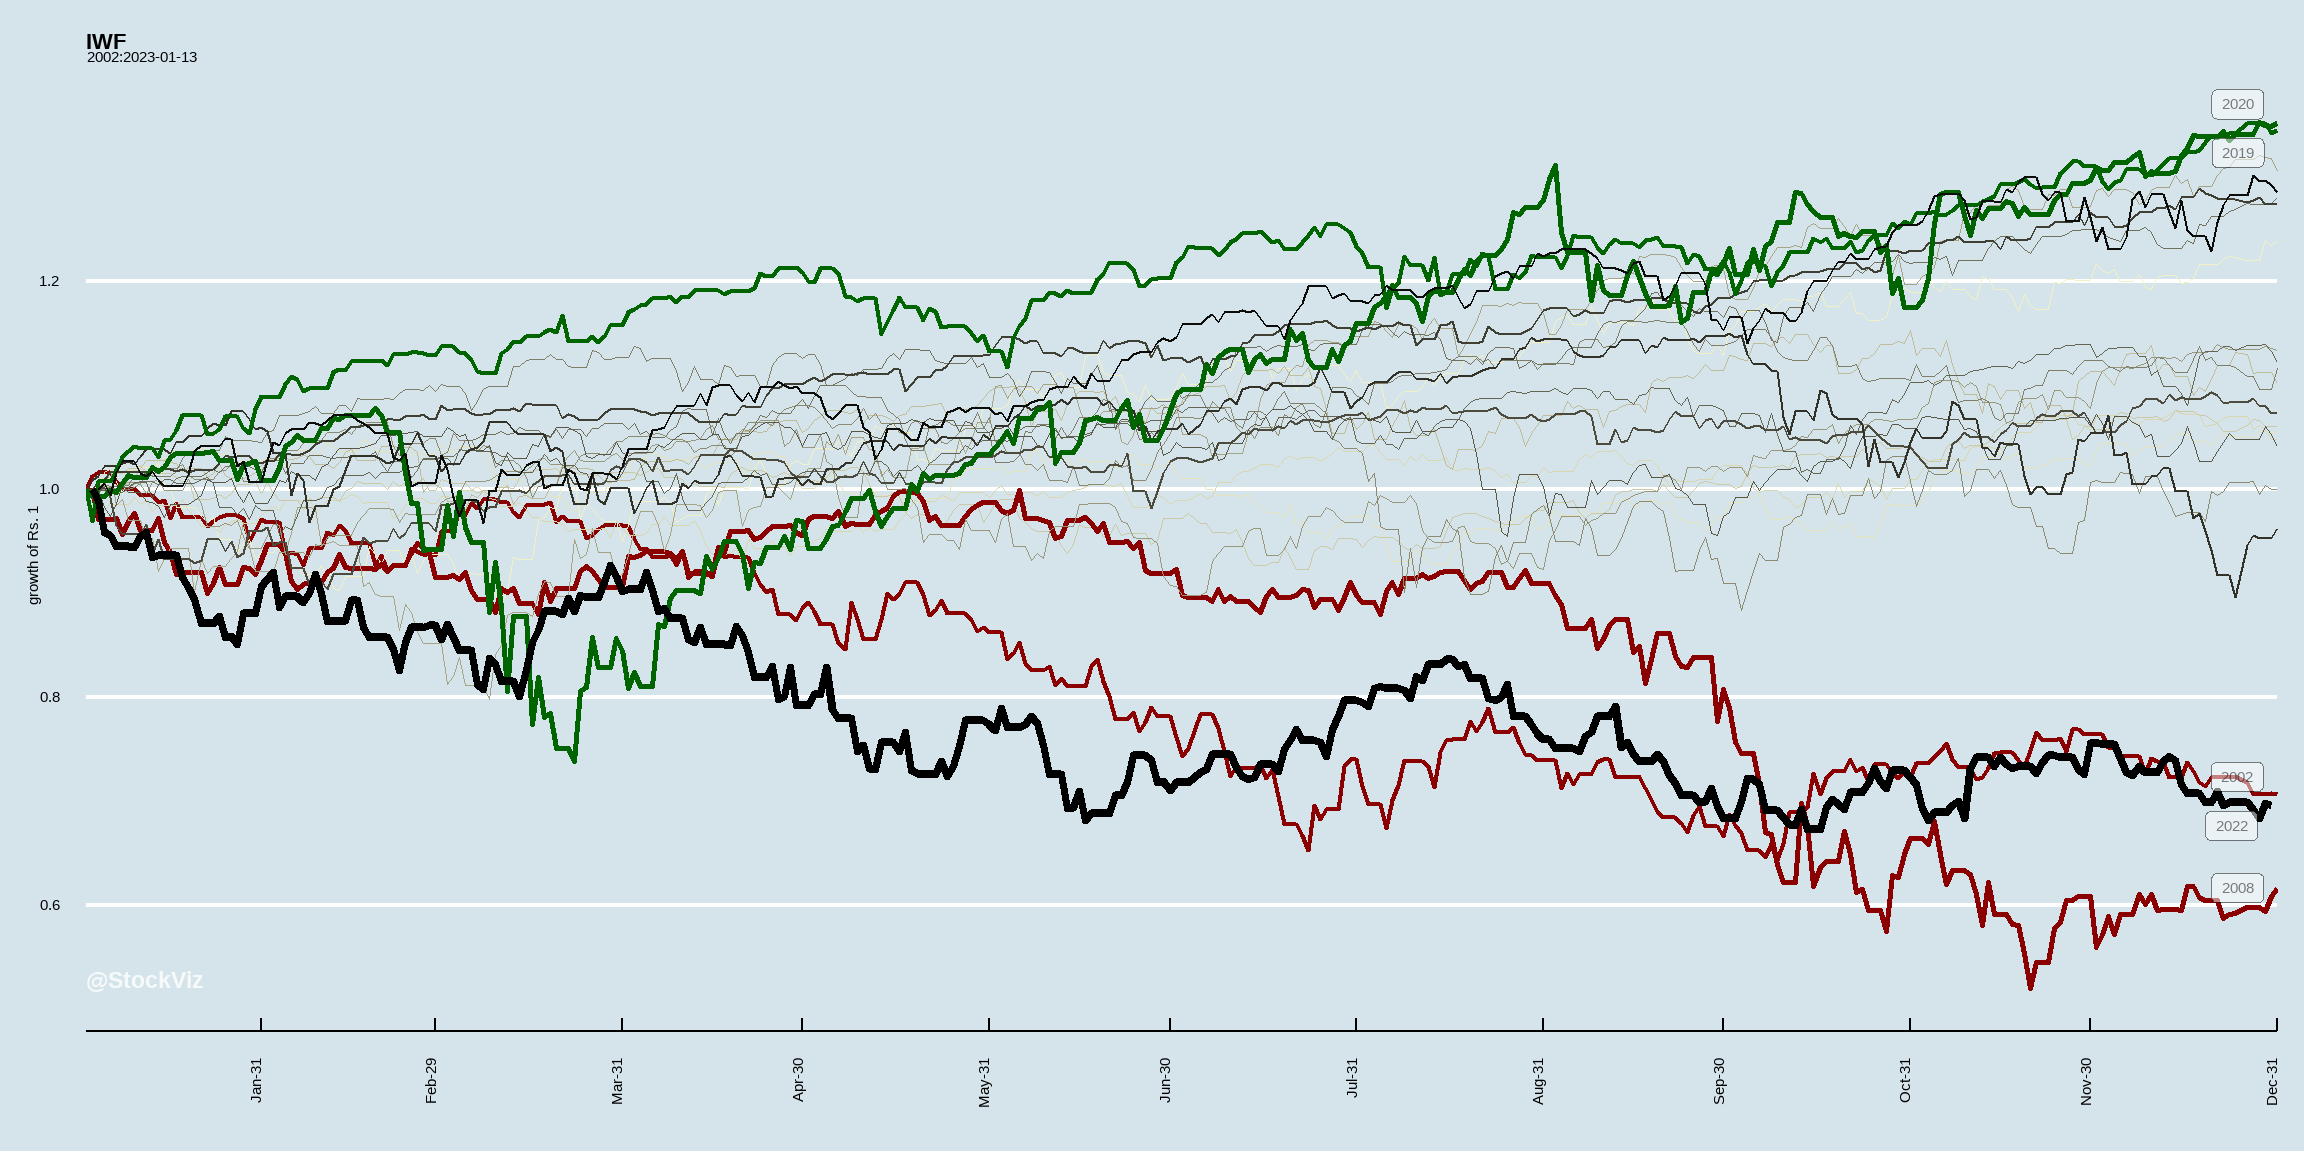 IWF
2002:2023-01-13
2020
2019
1.2
1.0
growth of Rs. 1
0.8
2002
2022
2008
0.6
@StockViz
Jan-31
Feb-29
Mar-31
Apr-30
May-31
Jun-30
Jul-31
Aug-31
Sep-30
Oct-31
Nov-30
Dec-31